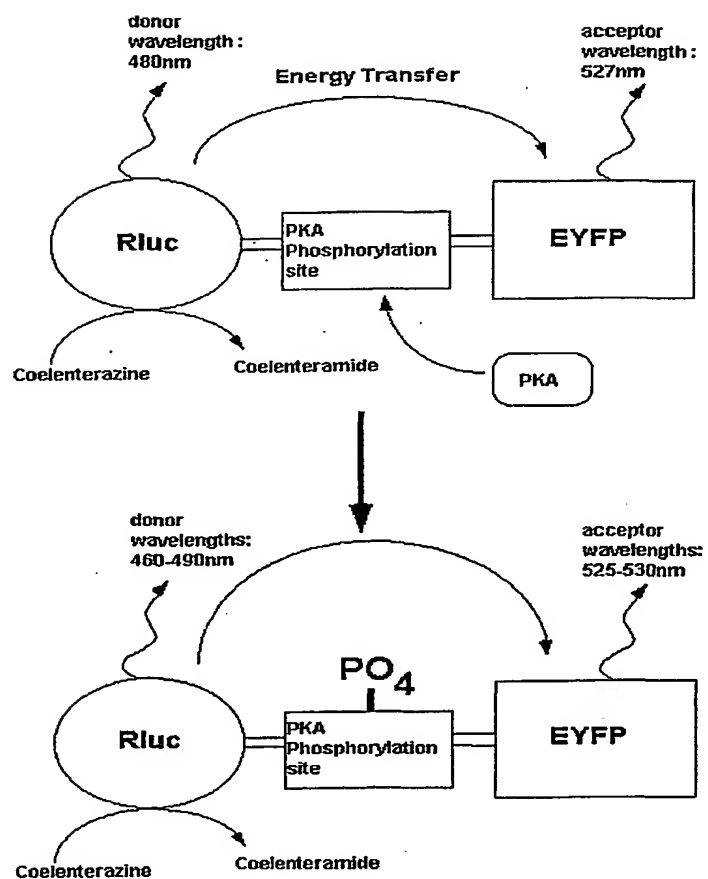 donor
wavelength :
480nm
acceptor
wavelength :
527nm
Energy Transfer
Rluc
PKA
Phosphorylation
site
EYFP
Coelenterazine
Coelenteramide
PKA
donor
wavelengths:
460-490nm
acceptor
wavelengths:
525-530nm
PO4
Rluc
PKA
Phosphorylation
site
EYFP
Coelenterazine
Coelenteramide